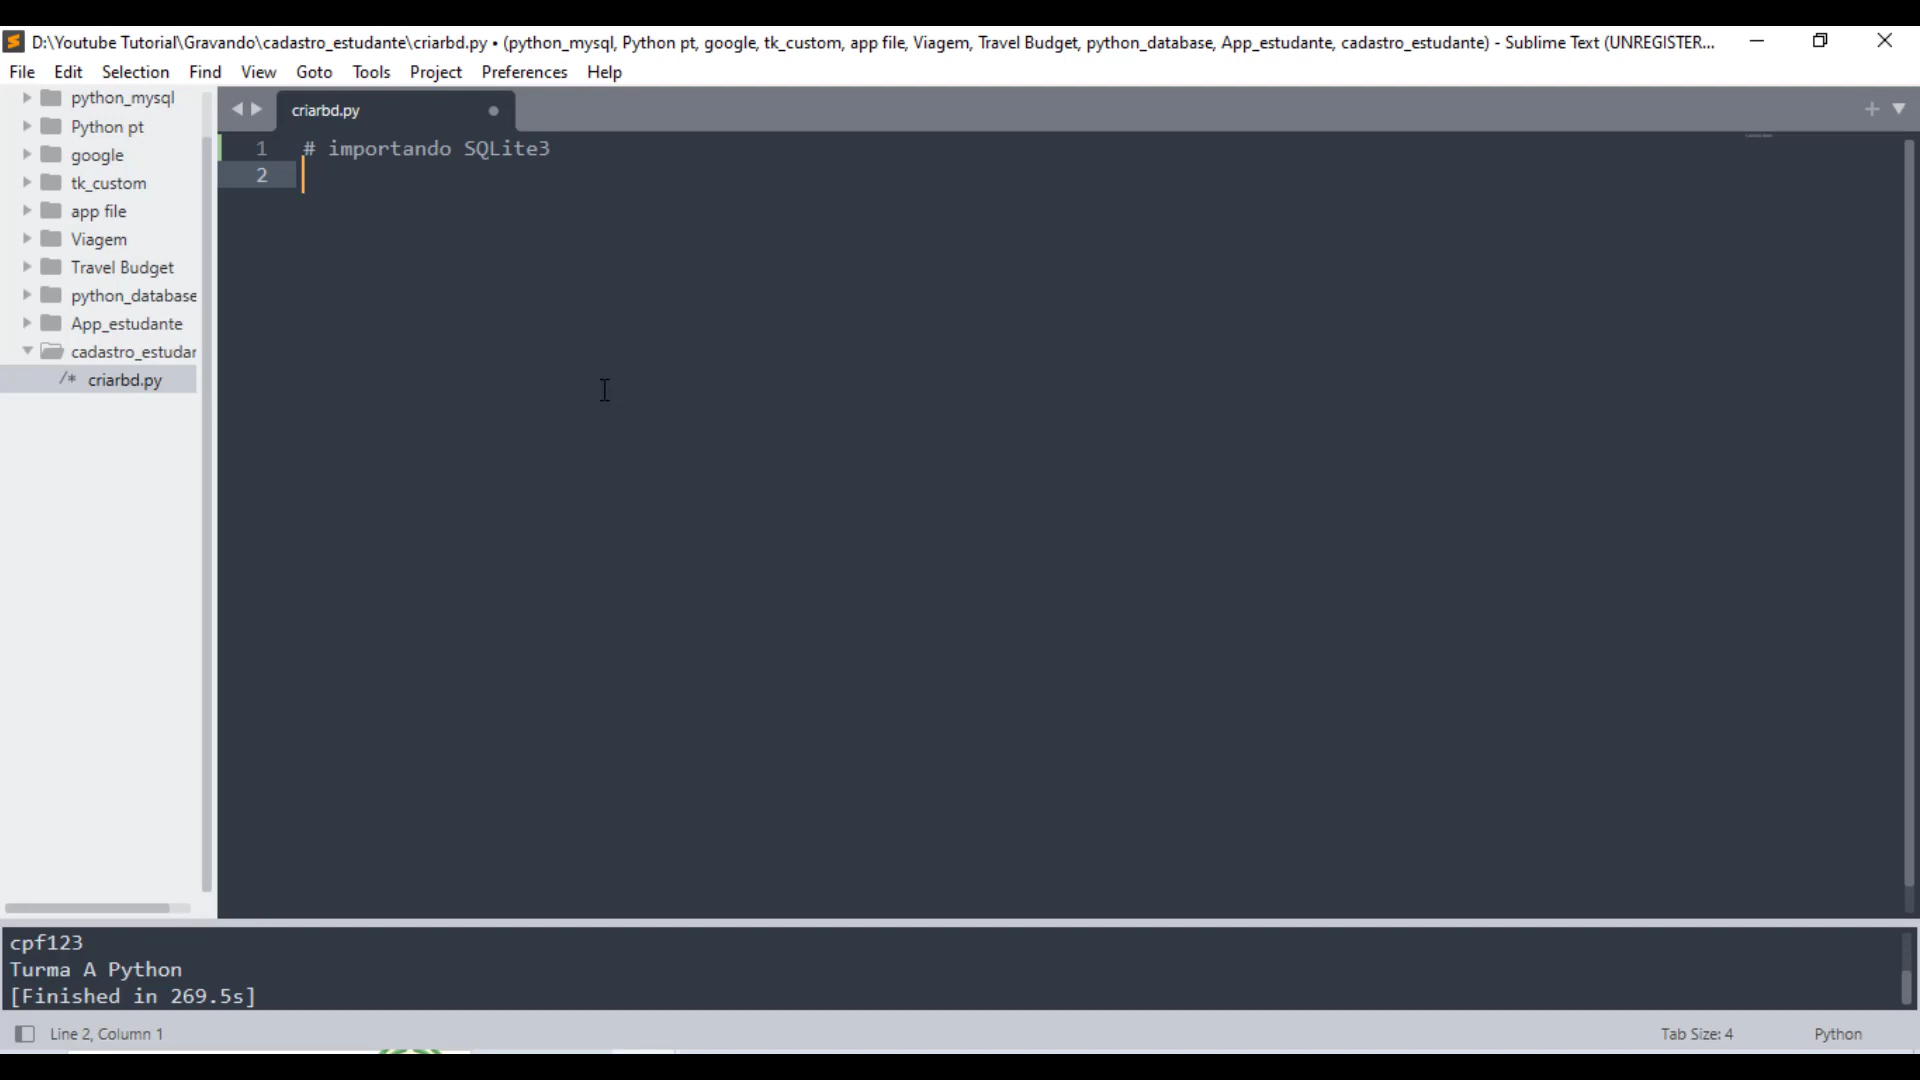 D:\Youtube Tutorial\Gravando\cadastro_estudante\criarbd.py • (python_mysql, Python pt, google, tk_custom, app file, Viagem, Travel Budget, python_database, App_estudante, cadastro_estudante) - Sublime Text (UNREGISTER...
File Edit Selection Find View Goto Tools Project Preferences Help
python_mysql
Python pt
google
tk_custom
app file
Viagem
Travel Budget
python_database
App_estudante
cadastro_estudar
/* criarbd.py
criarbd.py
1 # importando SQLite3
2
cpf123
Turma A Python
[Finished in 269.5s]
Line 2, Column 1
Tab Size: 4
Python